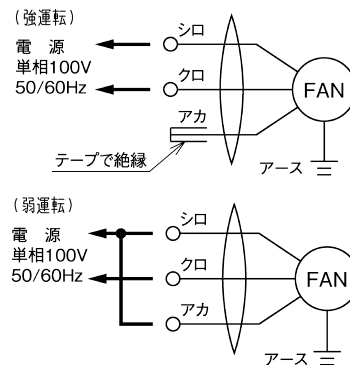 (強運転)
シロ
電　源
単相100V
クロ
50/60Hz
FAN
アカ
テープで絶縁
アース
(弱運転)
シロ
電　源
単相100V
クロ
50/60Hz
FAN
アカ
アース